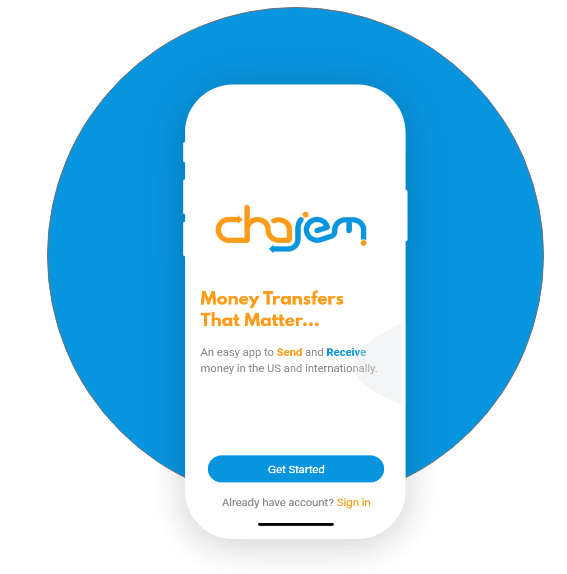 chajem
Money Transfers
That Matter...
An easy app to Send and Receive
money in the US and internationally.
Get Started
Already have account? Sign in